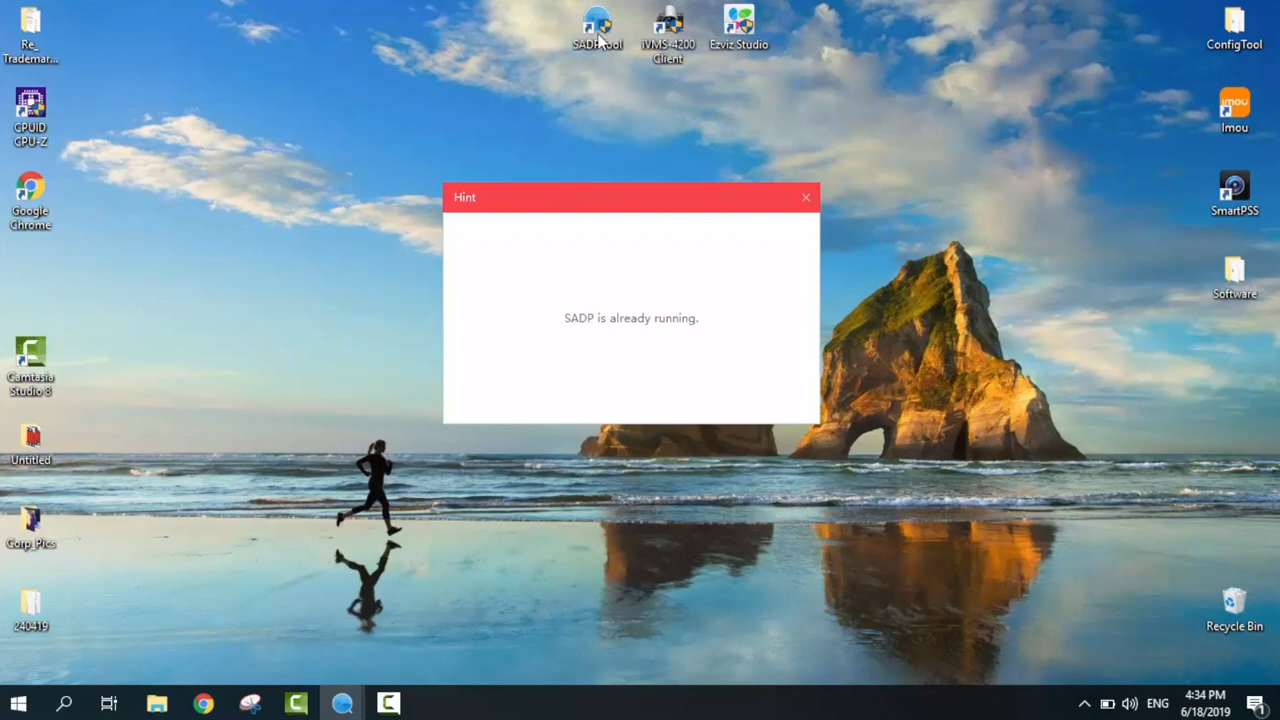 Re_
Trademar...
CPUID
CPU-Z
Google
Chrome
Camtasia
Studio 8
Untitled
Corp Pics
240419
SADP Tool
iVMS-4200
Client
Ezviz Studio
Hint
SADP is already running.
ConfigTool
imou
Imou
SmartPSS
Software
Recycle Bin
ENG
4:34 PM
6/18/2019
1